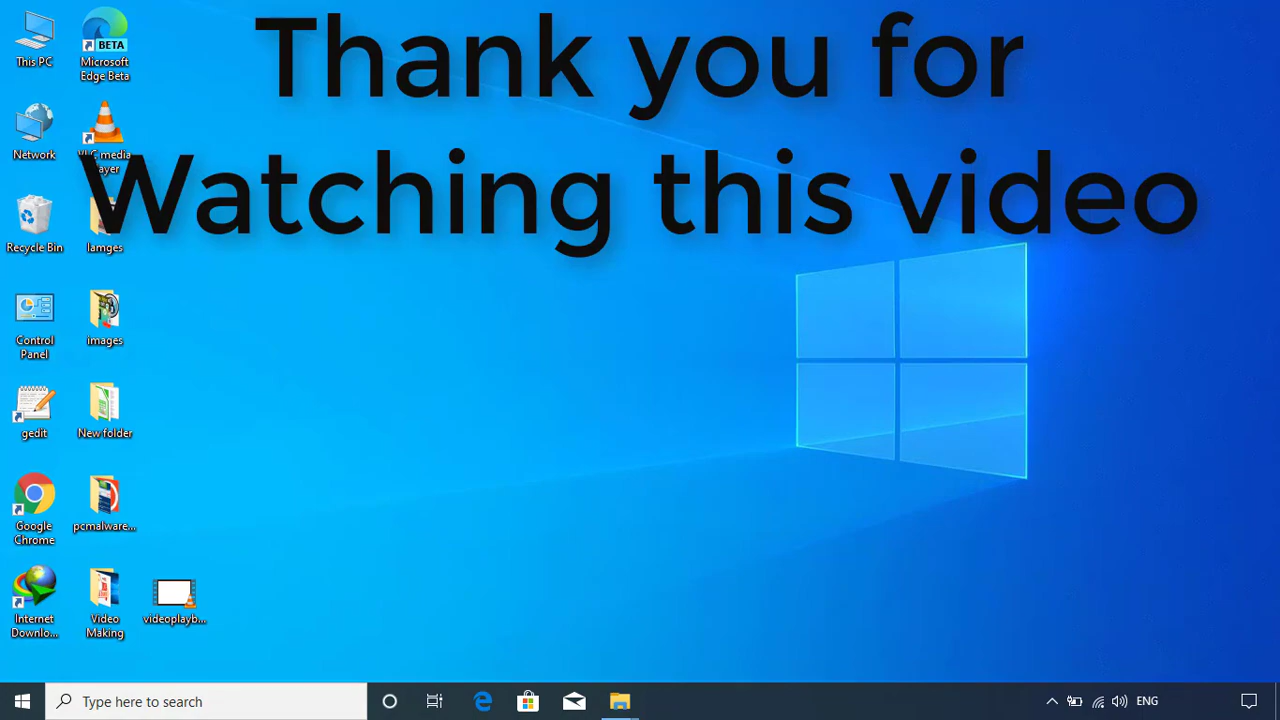 Thank you for
Watching this video
This PC
Microsoft
Edge Beta
BETA
Network
VLC media
player
Recycle Bin
Iamges
Control
Panel
images
gedit
New folder
Google
Chrome
pcmalware...
Internet
Downlo...
Video
Making
videoplayb...
Type here to search
ENG